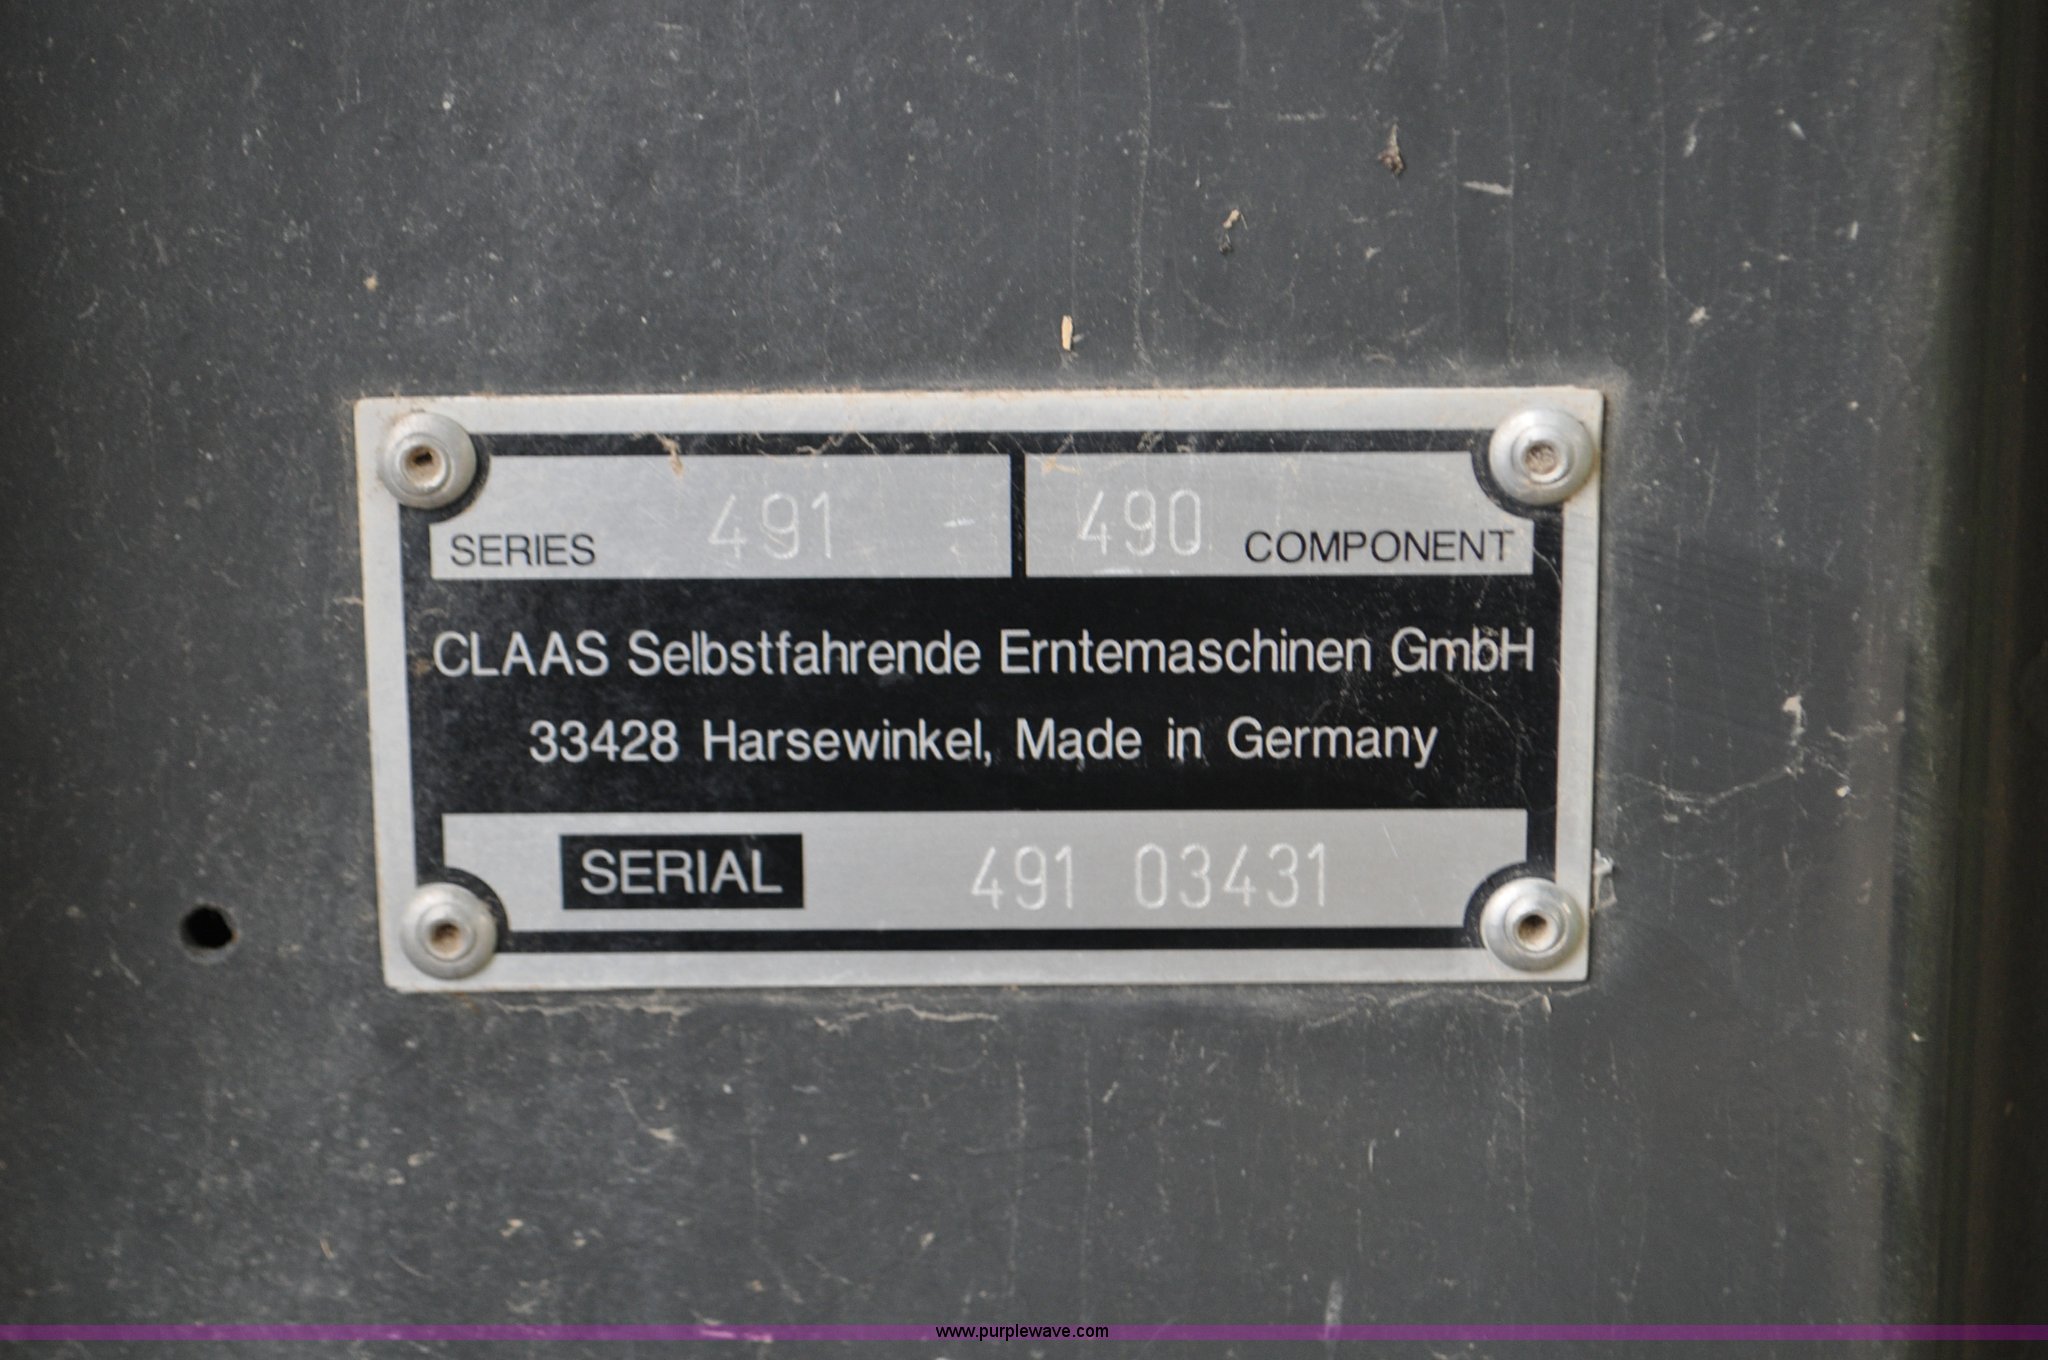 SERIES 491 - 490 COMPONENT
CLAAS Selbstfahrende Erntemaschinen GmbH
33428 Harsewinkel, Made in Germany
SERIAL 491 03431
www.purplewave.com